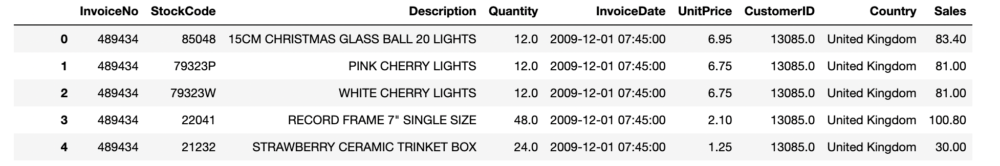 InvoiceNo StockCode Description Quantity InvoiceDate UnitPrice CustomerID Country Sales
0 489434 85048 15CM CHRISTMAS GLASS BALL 20 LIGHTS 12.0 2009-12-01 07:45:00 6.95 13085.0 United Kingdom 83.40
1 489434 79323P PINK CHERRY LIGHTS 12.0 2009-12-01 07:45:00 6.75 13085.0 United Kingdom 81.00
2 489434 79323W WHITE CHERRY LIGHTS 12.0 2009-12-01 07:45:00 6.75 13085.0 United Kingdom 81.00
3 489434 22041 RECORD FRAME 7" SINGLE SIZE 48.0 2009-12-01 07:45:00 2.10 13085.0 United Kingdom 100.80
4 489434 21232 STRAWBERRY CERAMIC TRINKET BOX 24.0 2009-12-01 07:45:00 1.25 13085.0 United Kingdom 30.00